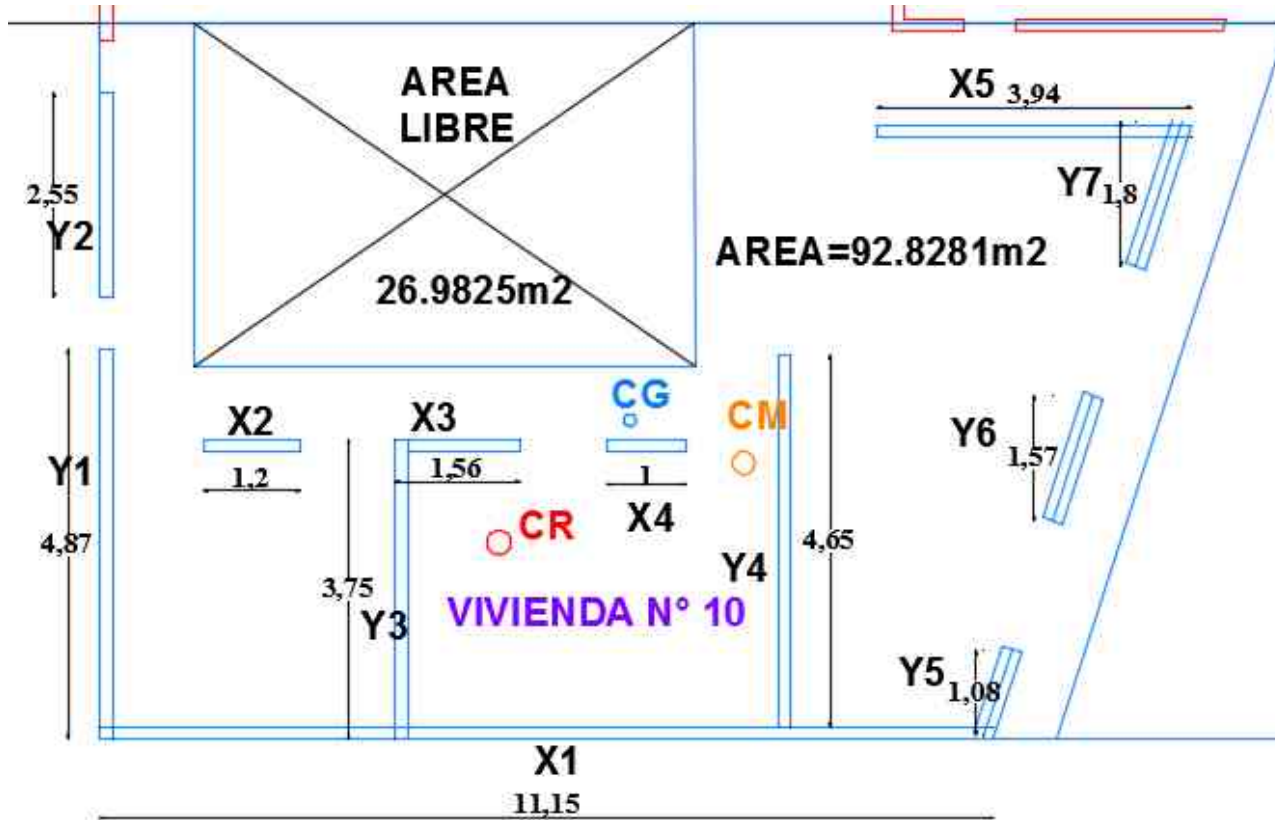 AREA
LIBRE
X5 3,94
2,55
Y2
Y7 1,8
AREA=92.8281m2
26.9825m2
CG
X2
X3
CM
Y6
1,57
Y1
1,2
1,56
1
X4
4,87
CR
4,65
3,75
Y4
Y3
VIVIENDA N° 10
Y5 1,08
X1
11,15